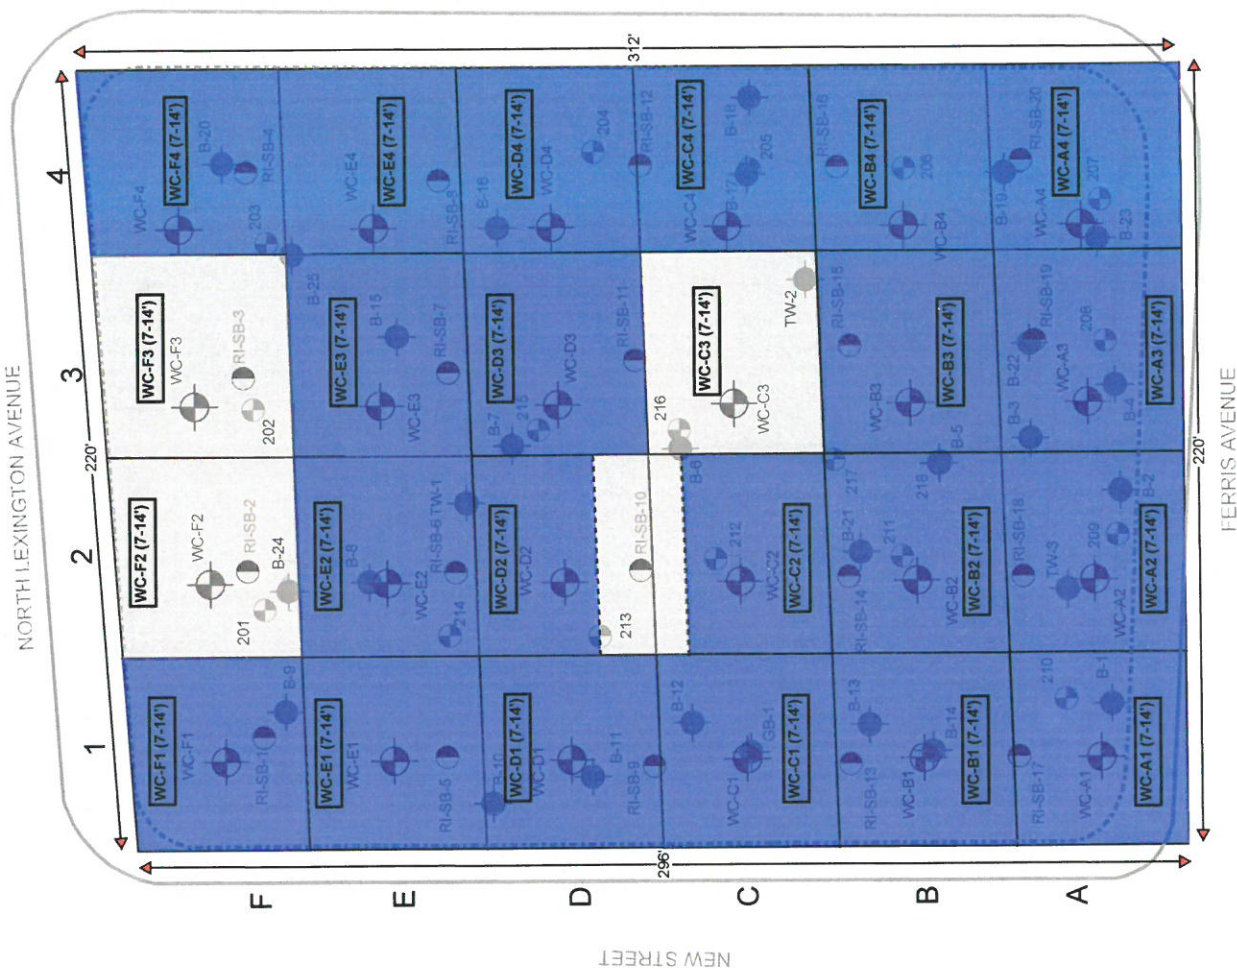 NORTH LEXINGTON AVENUE
FERRIS AVENUE
NEW STREET
220'
312'
220'
296'
1
2
3
4
F
E
D
C
B
A
WC-F1 (7-14')
WC-F1
RI-SB-1
B-9
WC-F2 (7-14')
WC-F2
RI-SB-2
B-24
201
WC-F3 (7-14')
WC-F3
RI-SB-3
202
WC-F4
WC-F4 (7-14')
B-20
RI-SB-4
203
B-25
WC-E1 (7-14')
WC-E1
RI-SB-5
WC-E2 (7-14')
B-8
WC-E2
RI-SB-6
TW-1
214
WC-E3 (7-14')
B-15
WC-E3
RI-SB-7
WC-E4
WC-E4 (7-14')
RI-SB-8
B-10
WC-D1 (7-14')
WC-D1
B-11
RI-SB-9
WC-D2 (7-14')
WC-D2
213
RI-SB-10
WC-D3 (7-14')
B-7
215
WC-D3
RI-SB-11
B-16
WC-D4 (7-14')
WC-D4
204
RI-SB-12
B-12
WC-C1
GB-1
WC-C1 (7-14')
212
WC-C2
WC-C2 (7-14')
216
B-6
WC-C3 (7-14')
WC-C3
TW-2
WC-C4 (7-14')
WC-C4
B-17
B-18
205
B-13
RI-SB-13
WC-B1
B-14
WC-B1 (7-14')
RI-SB-14
B-21
211
WC-B2
WC-B2 (7-14')
217
218
B-5
RI-SB-15
WC-B3
WC-B3 (7-14')
RI-SB-16
WC-B4 (7-14')
206
WC-B4
RI-SB-17
210
WC-A1
B-1
WC-A1 (7-14')
RI-SB-18
TW-3
209
WC-A2
B-2
WC-A2 (7-14')
B-3
B-22
RI-SB-19
WC-A3
208
B-4
WC-A3 (7-14')
B-19
RI-SB-20
WC-A4
WC-A4 (7-14')
207
B-23